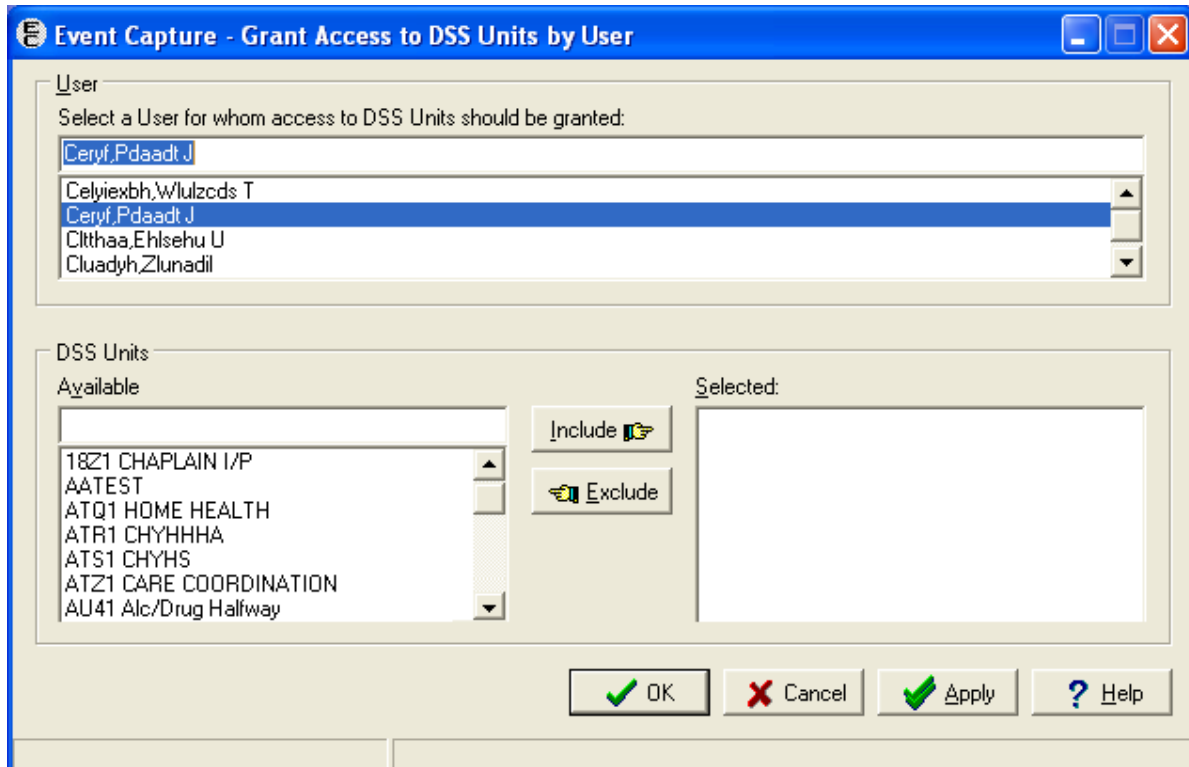 Event Capture - Grant Access to DSS Units by User
User
Select a User for whom access to DSS Units should be granted:
Ceryf,Pdaadt J
Celyiexbh,Wlulzcds T
Ceryf,Pdaadt J
Cltthaa,Ehlsehu U
Cluadyh,Zlunadil
DSS Units
Available
Selected:
Include
Exclude
18Z1 CHAPLAIN I/P
AATEST
ATQ1 HOME HEALTH
ATR1 CHYHHHA
ATS1 CHYHS
ATZ1 CARE COORDINATION
AU41 Alc/Drug Halfway
OK
Cancel
Apply
? Help